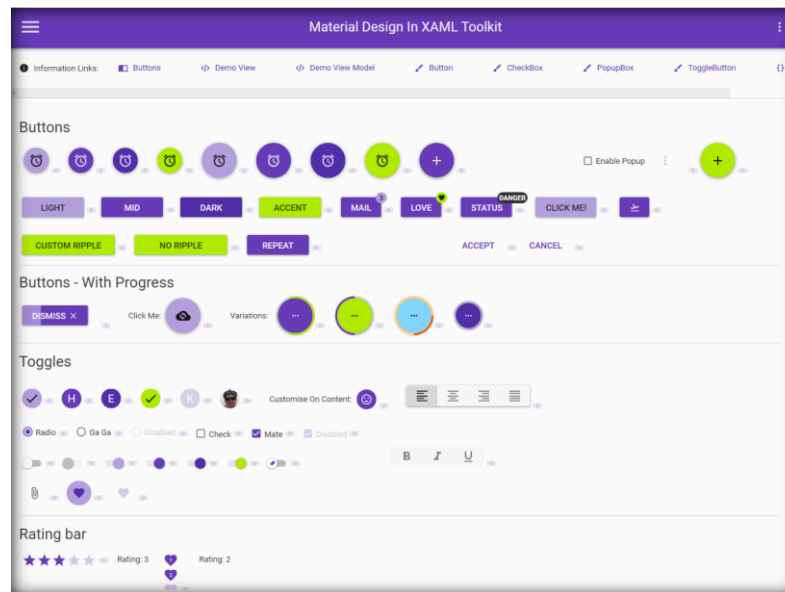 Material Design In XAML Toolkit
Information Links: Buttons </> Demo View </> Demo View Model Button CheckBox PopupBox ToggleButton {}
Buttons
Enable Popup
LIGHT MID DARK ACCENT MAIL 3 LOVE STATUS DANGER CLICK ME!
CUSTOM RIPPLE NO RIPPLE REPEAT ACCEPT CANCEL
Buttons - With Progress
DISMISS Click Me: Variations:
Toggles
H E K Customise On Content:
Radio Ga Ga Disabled Check Mate Disabled
B I U
Rating bar
Rating: 3 1 Rating: 2
2